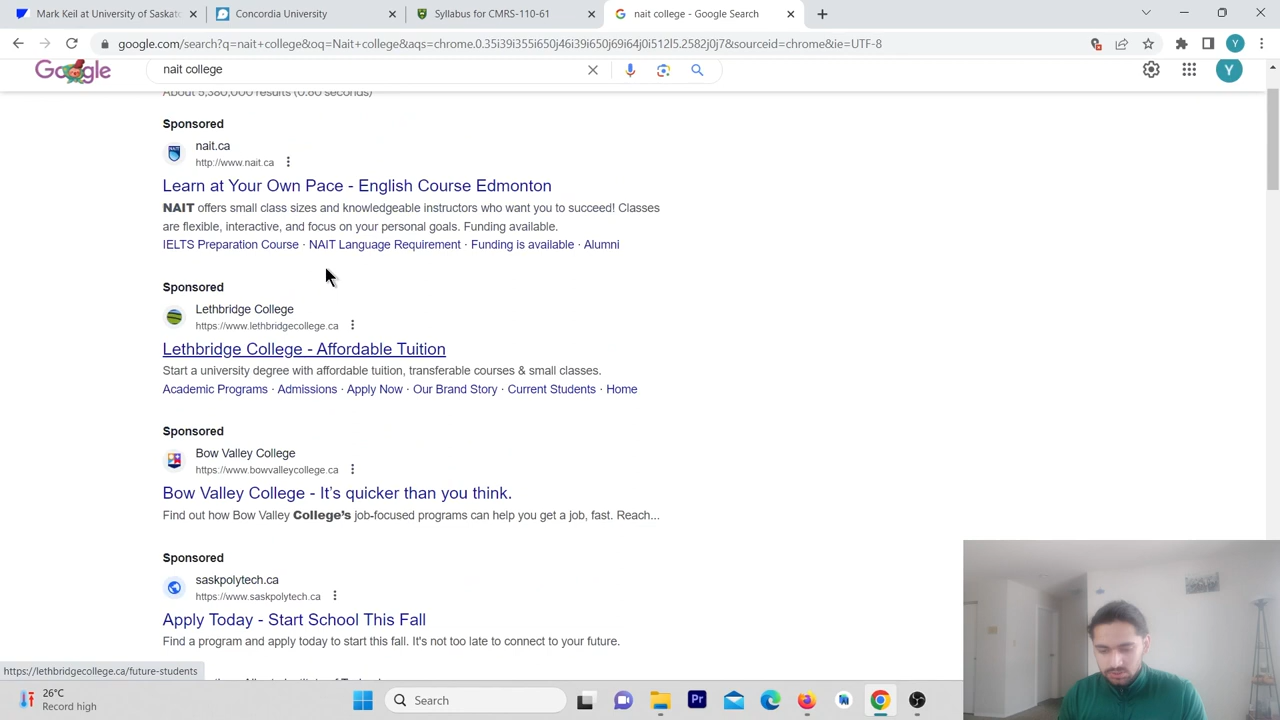 Mark Keil at University of Saskat
Concordia University
Syllabus for CMRS-110-61
nait college - Google Search
google.com/search?q=nait+college&oq=Nait+college&aqs=chrome.0.35i39i355i650j46i39i650j69i64j0i512l5.2582j0j7&sourceid=chrome&ie=UTF-8
Google
nait college
Y
About 5,380,000 results (0.60 seconds)
Sponsored
nait.ca
http://www.nait.ca
Learn at Your Own Pace - English Course Edmonton
NAIT offers small class sizes and knowledgeable instructors who want you to succeed! Classes
are flexible, interactive, and focus on your personal goals. Funding available.
IELTS Preparation Course · NAIT Language Requirement · Funding is available · Alumni
Sponsored
Lethbridge College
https://www.lethbridgecollege.ca
Lethbridge College - Affordable Tuition
Start a university degree with affordable tuition, transferable courses & small classes.
Academic Programs · Admissions · Apply Now · Our Brand Story · Current Students · Home
Sponsored
Bow Valley College
https://www.bowvalleycollege.ca
Bow Valley College - It's quicker than you think.
Find out how Bow Valley College's job-focused programs can help you get a job, fast. Reach...
Sponsored
saskpolytech.ca
https://www.saskpolytech.ca
Apply Today - Start School This Fall
Find a program and apply today to start this fall. It's not too late to connect to your future.
https://lethbridgecollege.ca/future-students
26°C
Record high
Search
Pr